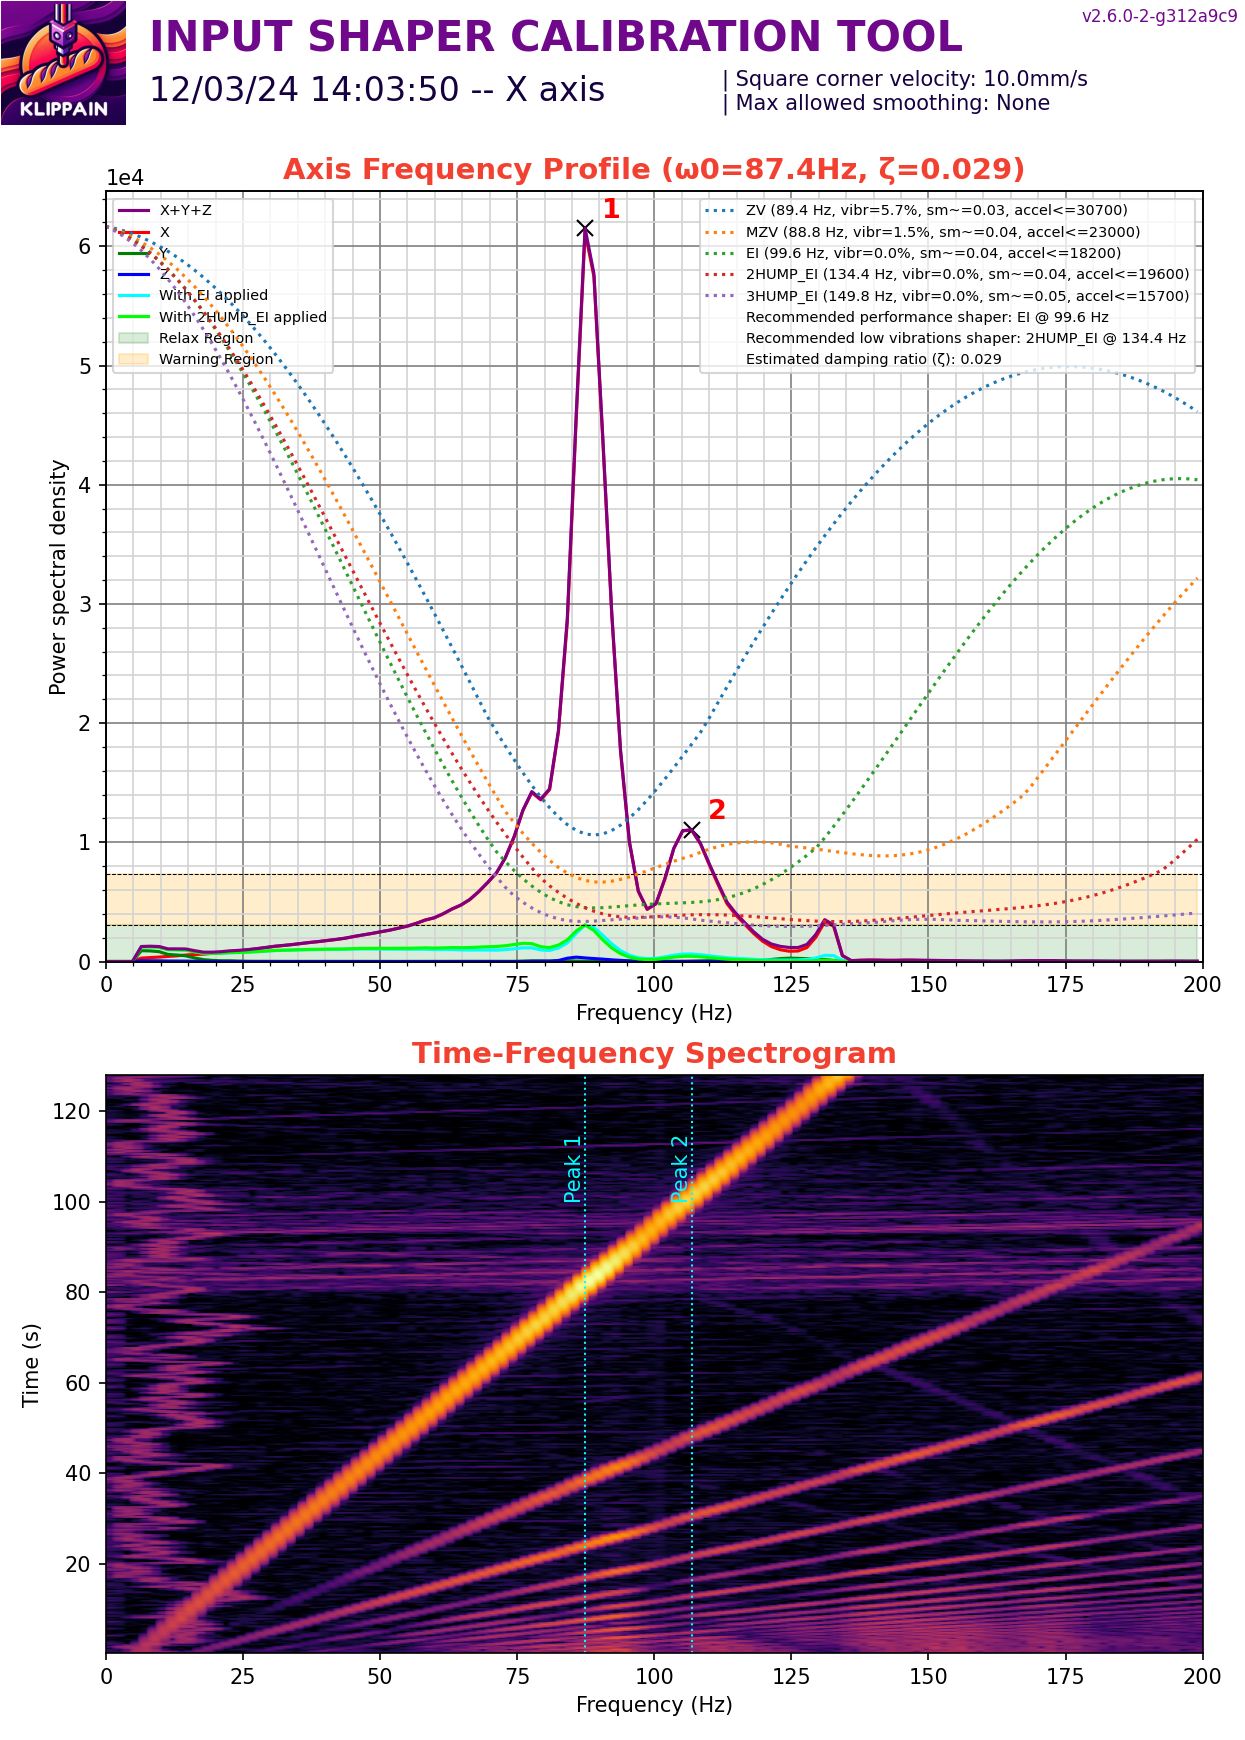 v2.6.0-2-g312a9c9
INPUT SHAPER CALIBRATION TOOL
12/03/24 14:03:50 -- X axis
| Square corner velocity: 10.0mm/s
| Max allowed smoothing: None
KLIPPAIN
Axis Frequency Profile (ω0=87.4Hz, ζ=0.029)
1e4
X+Y+Z
X
Y
Z
With EI applied
With 2HUMP_EI applied
Relax Region
Warning Region
1
ZV (89.4 Hz, vibr=5.7%, sm~=0.03, accel<=30700)
MZV (88.8 Hz, vibr=1.5%, sm~=0.04, accel<=23000)
EI (99.6 Hz, vibr=0.0%, sm~=0.04, accel<=18200)
2HUMP_EI (134.4 Hz, vibr=0.0%, sm~=0.04, accel<=19600)
3HUMP_EI (149.8 Hz, vibr=0.0%, sm~=0.05, accel<=15700)
Recommended performance shaper: EI @ 99.6 Hz
Recommended low vibrations shaper: 2HUMP_EI @ 134.4 Hz
Estimated damping ratio (ζ): 0.029
2
Power spectral density
6
5
4
3
2
1
0
0 25 50 75 100 125 150 175 200
Frequency (Hz)
Time-Frequency Spectrogram
Peak 1
Peak 2
Time (s)
120
100
80
60
40
20
0 25 50 75 100 125 150 175 200
Frequency (Hz)